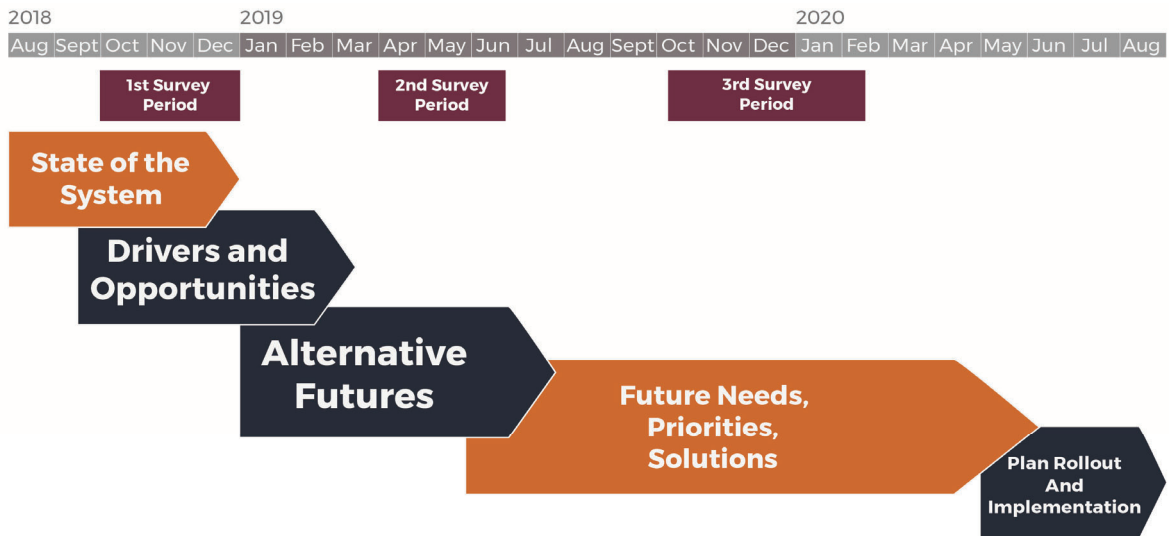 2018 2019 2020
Aug Sept Oct Nov Dec Jan Feb Mar Apr May Jun Jul Aug Sept Oct Nov Dec Jan Feb Mar Apr May Jun Jul Aug
1st Survey
Period
2nd Survey
Period
3rd Survey
Period
State of the
System
Drivers and
Opportunities
Alternative
Futures
Future Needs,
Priorities,
Solutions
Plan Rollout
And
Implementation